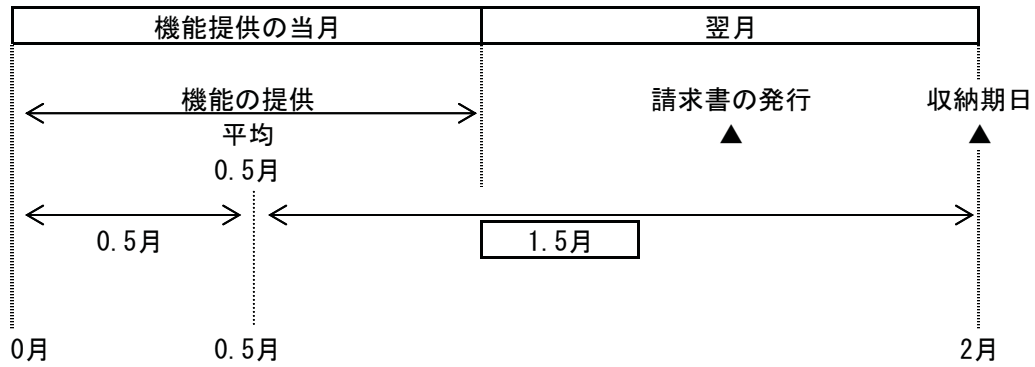 機能提供の当月 翌月
機能の提供 請求書の発行 収納期日
平均 ▲ ▲
0.5月
0.5月 1.5月
0月 0.5月 2月